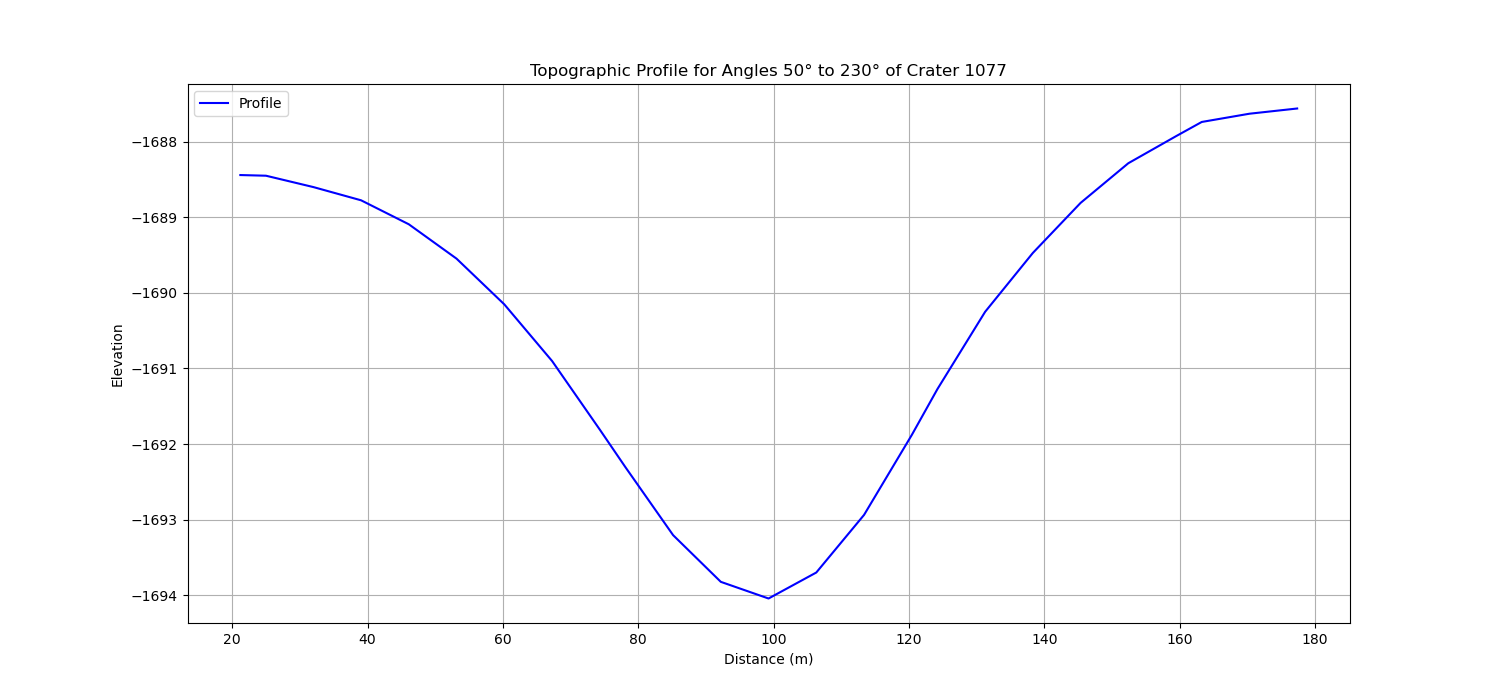 Topographic Profile for Angles 50° to 230° of Crater 1077
Profile
−1688
−1689
−1690
−1691
−1692
−1693
−1694
Elevation
20 40 60 80 100 120 140 160 180
Distance (m)